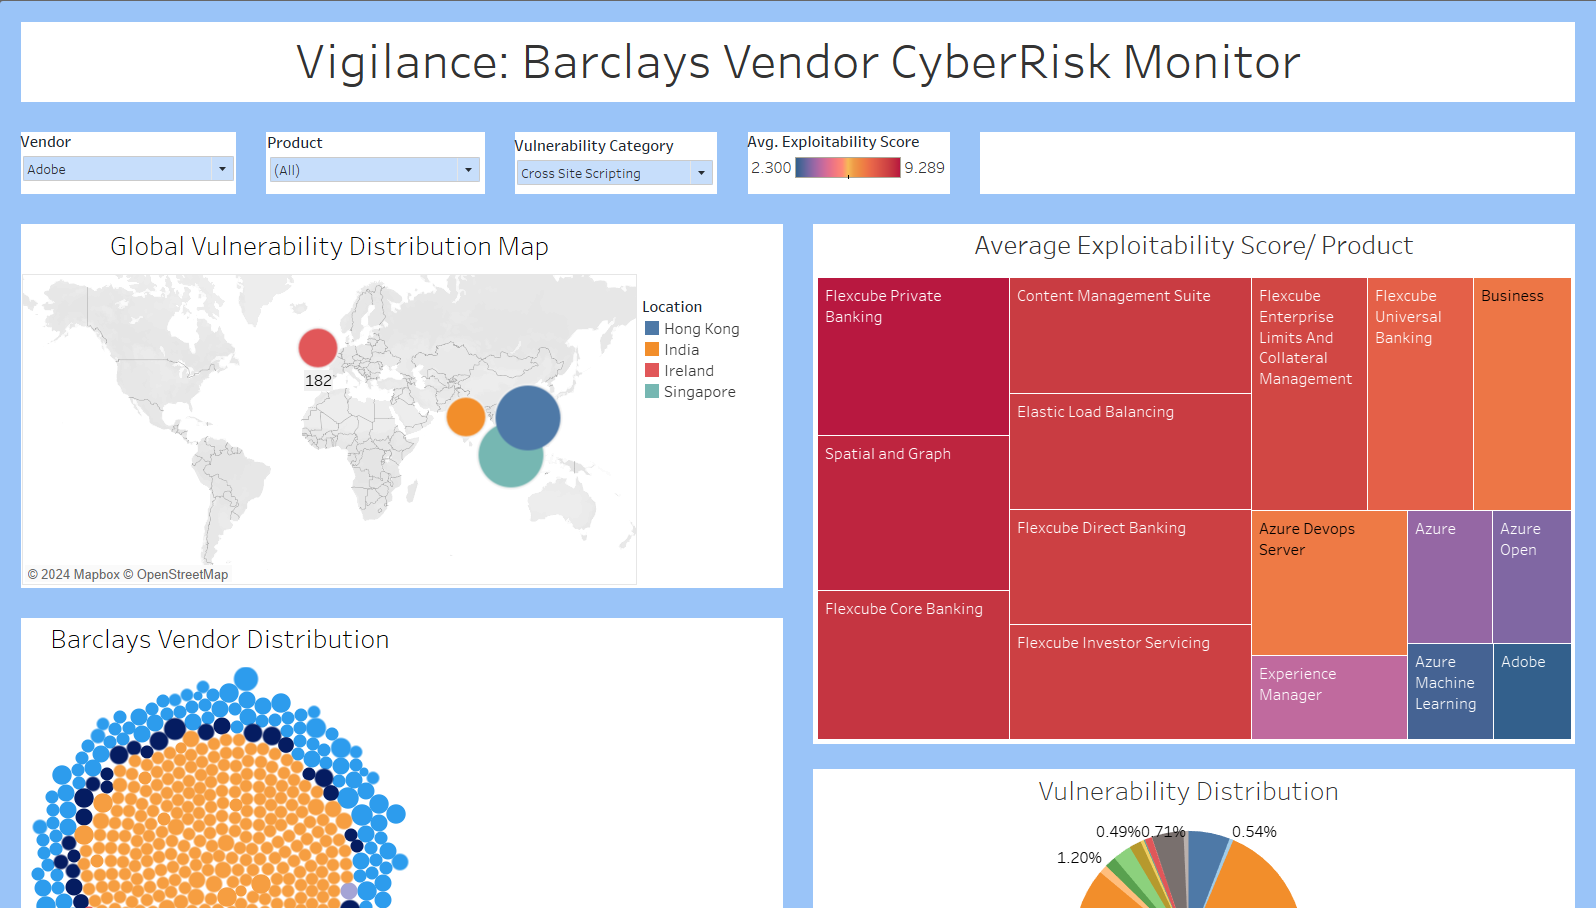 Vigilance: Barclays Vendor CyberRisk Monitor
Vendor
Adobe
Product
(All)
Vulnerability Category
Cross Site Scripting
Avg. Exploitability Score
2.300
9.289
Global Vulnerability Distribution Map
182
© 2024 Mapbox © OpenStreetMap
Location
Hong Kong
India
Ireland
Singapore
Average Exploitability Score/ Product
Flexcube Private
Banking
Spatial and Graph
Flexcube Core Banking
Content Management Suite
Elastic Load Balancing
Flexcube Direct Banking
Flexcube Investor Servicing
Flexcube
Enterprise
Limits And
Collateral
Management
Flexcube
Universal
Banking
Business
Azure Devops
Server
Experience
Manager
Azure
Azure
Open
Azure
Machine
Learning
Adobe
Barclays Vendor Distribution
Vulnerability Distribution
0.49%
0.71%
0.54%
1.20%